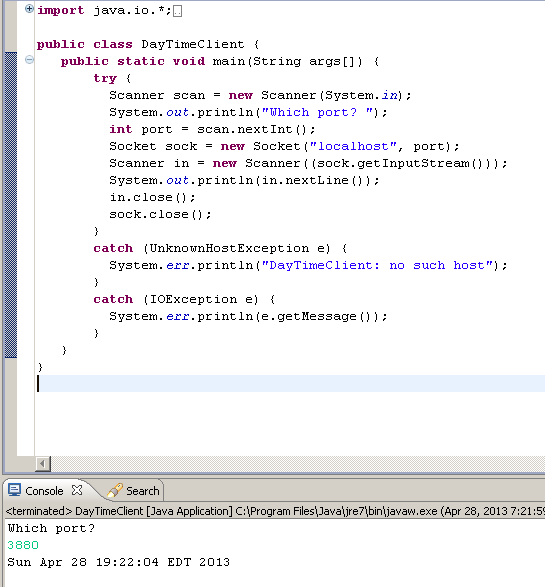 import java.io.*;
public class DayTimeClient {
public static void main(String args[]) {
try {
Scanner scan = new Scanner(System.in);
System.out.println("Which port? ");
int port = scan.nextInt();
Socket sock = new Socket("localhost", port);
Scanner in = new Scanner((sock.getInputStream()));
System.out.println(in.nextLine());
in.close();
sock.close();
}
catch (UnknownHostException e) {
System.err.println("DayTimeClient: no such host");
}
catch (IOException e) {
System.err.println(e.getMessage());
}
}
}
Console Search
<terminated> DayTimeClient [Java Application] C:\Program Files\Java\jre7\bin\javaw.exe (Apr 28, 2013 7:21:59
Which port?
3880
Sun Apr 28 19:22:04 EDT 2013